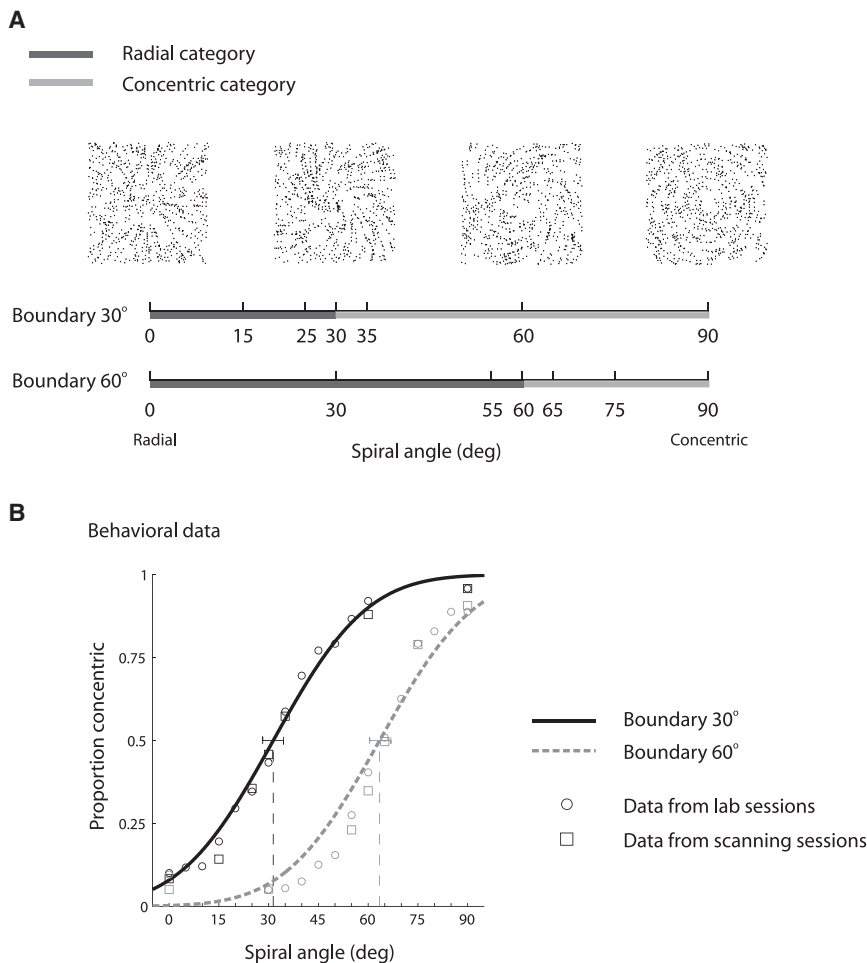 A
Radial category
Concentric category
Boundary 30°
0 15 25 30 35 60 90
Boundary 60°
0 30 55 60 65 75 90
Radial Concentric
Spiral angle (deg)
B
Behavioral data
1
0.75
0.5
0.25
0
Proportion concentric
0 15 30 45 60 75 90
Spiral angle (deg)
Boundary 30°
Boundary 60°
Data from lab sessions
Data from scanning sessions